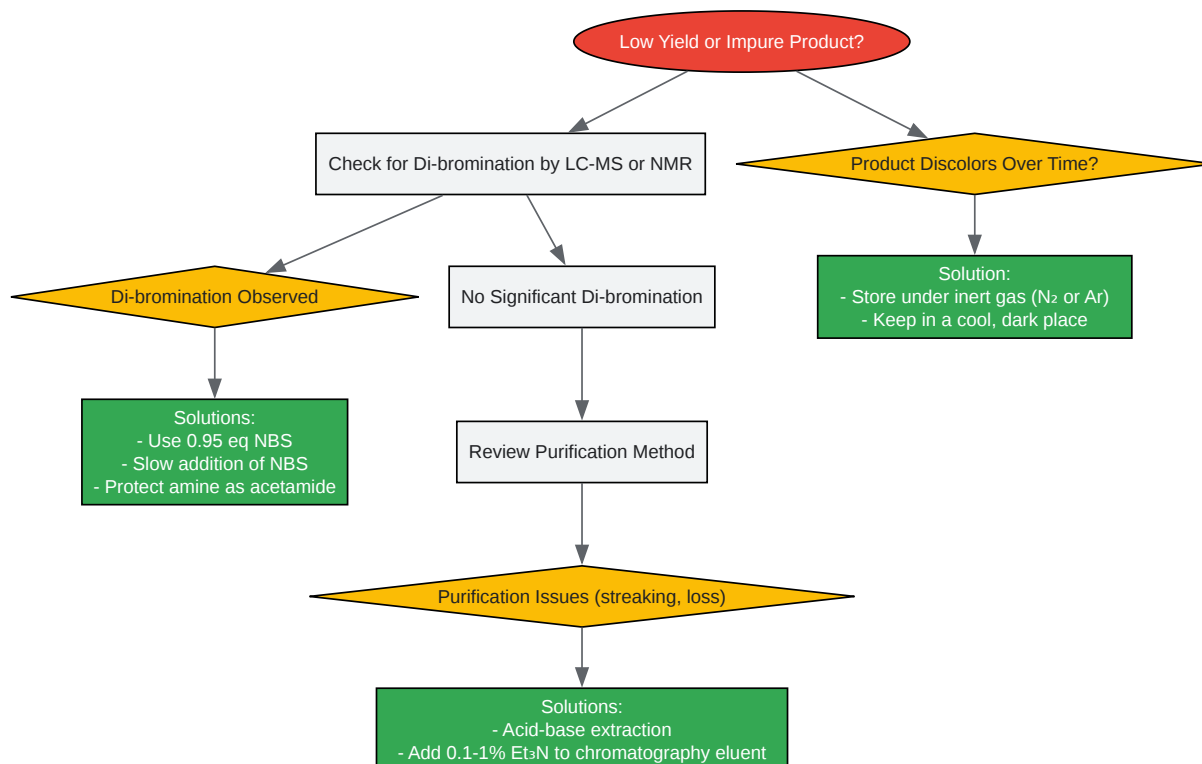 Low Yield or Impure Product?
Check for Di-bromination by LC-MS or NMR
Product Discolors Over Time?
Di-bromination Observed
No Significant Di-bromination
Solution:
- Store under inert gas (N₂ or Ar)
- Keep in a cool, dark place
Solutions:
- Use 0.95 eq NBS
- Slow addition of NBS
- Protect amine as acetamide
Review Purification Method
Purification Issues (streaking, loss)
Solutions:
- Acid-base extraction
- Add 0.1-1% Et₃N to chromatography eluent